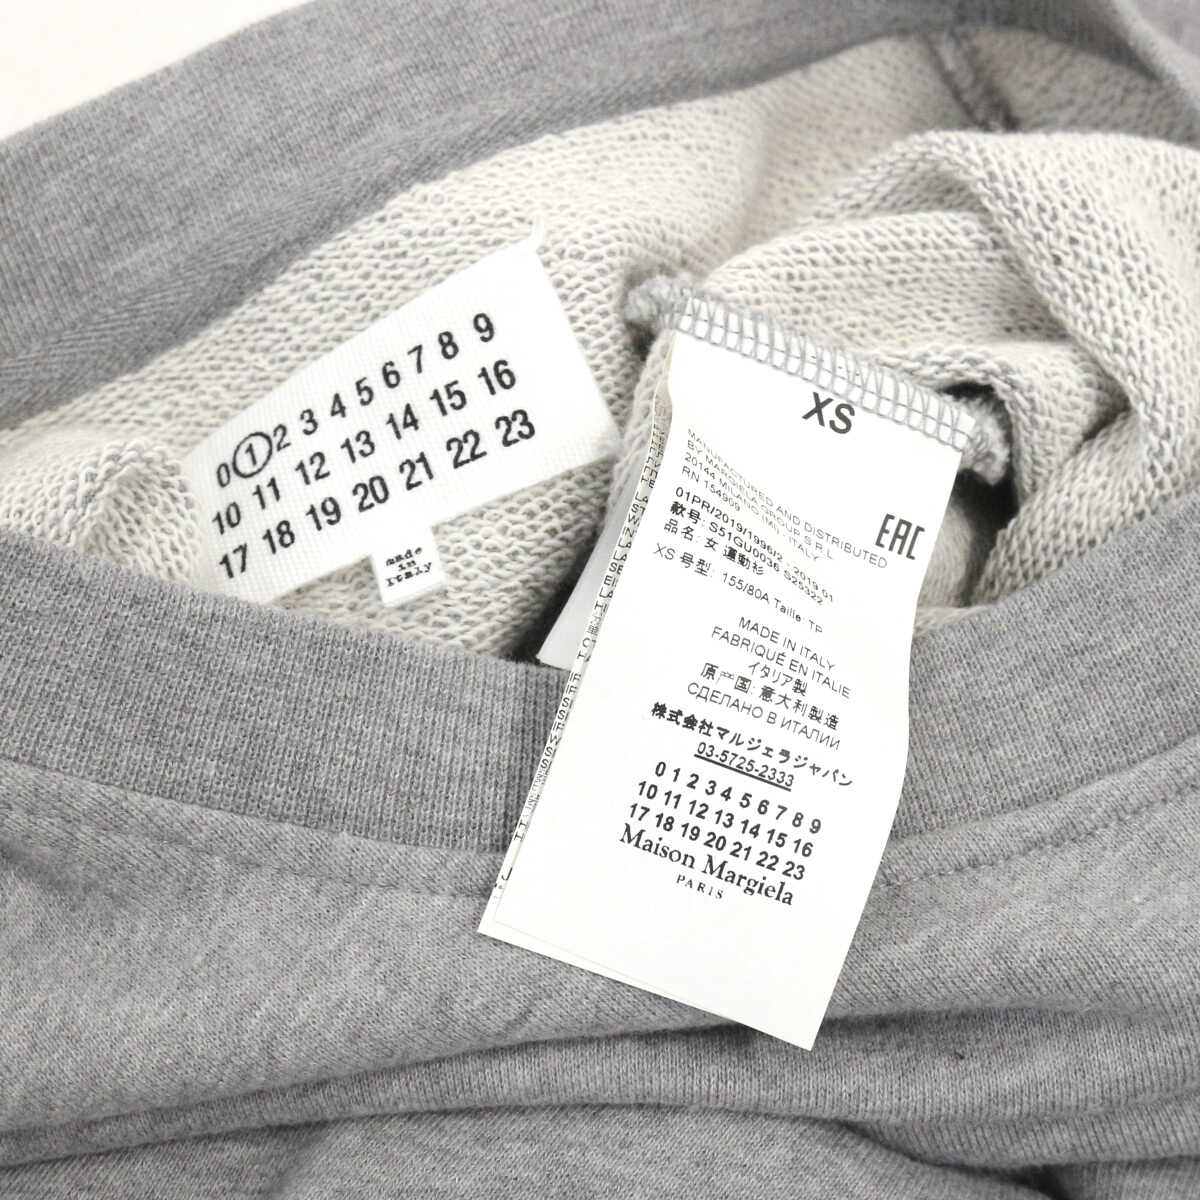 0 1 2 3 4 5 6 7 8 9
10 11 12 13 14 15 16
17 18 19 20 21 22 23
made
in
Italy
XS
MANUFACTURED AND DISTRIBUTED
BY MARGIELA GROUP S.R.L
20144 MILANO (MI) - ITALY
RN 154909
EAC
01PR/2019/1996/2 - 2019.01
款号: S51GU0036 S25322
品名: 女 運動衫
XS 号型: 155/80A Taille: TP
MADE IN ITALY
FABRIQUÉ EN ITALIE
イタリア製
原产国: 意大利製造
СДЕЛАНО В ИТАЛИИ
株式会社マルジェラジャパン
03-5725-2333
0 1 2 3 4 5 6 7 8 9
10 11 12 13 14 15 16
17 18 19 20 21 22 23
Maison Margiela
PARIS